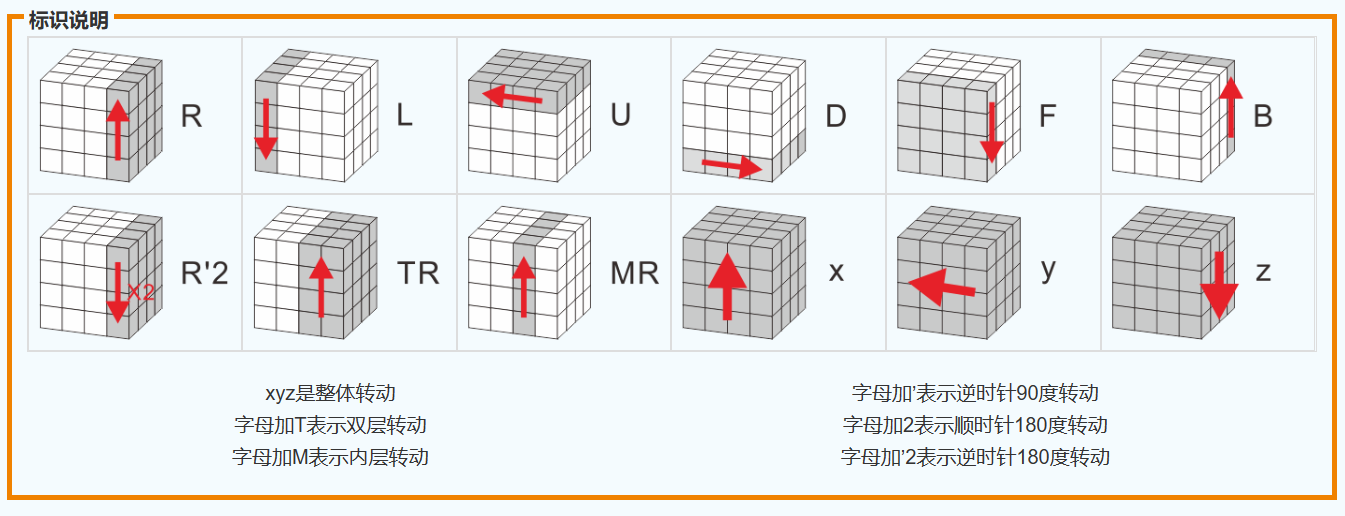 标识说明
R
L
U
D
F
B
R'2
X2
TR
MR
x
y
z
xyz是整体转动
字母加T表示双层转动
字母加M表示内层转动
字母加’表示逆时针90度转动
字母加2表示顺时针180度转动
字母加’2表示逆时针180度转动